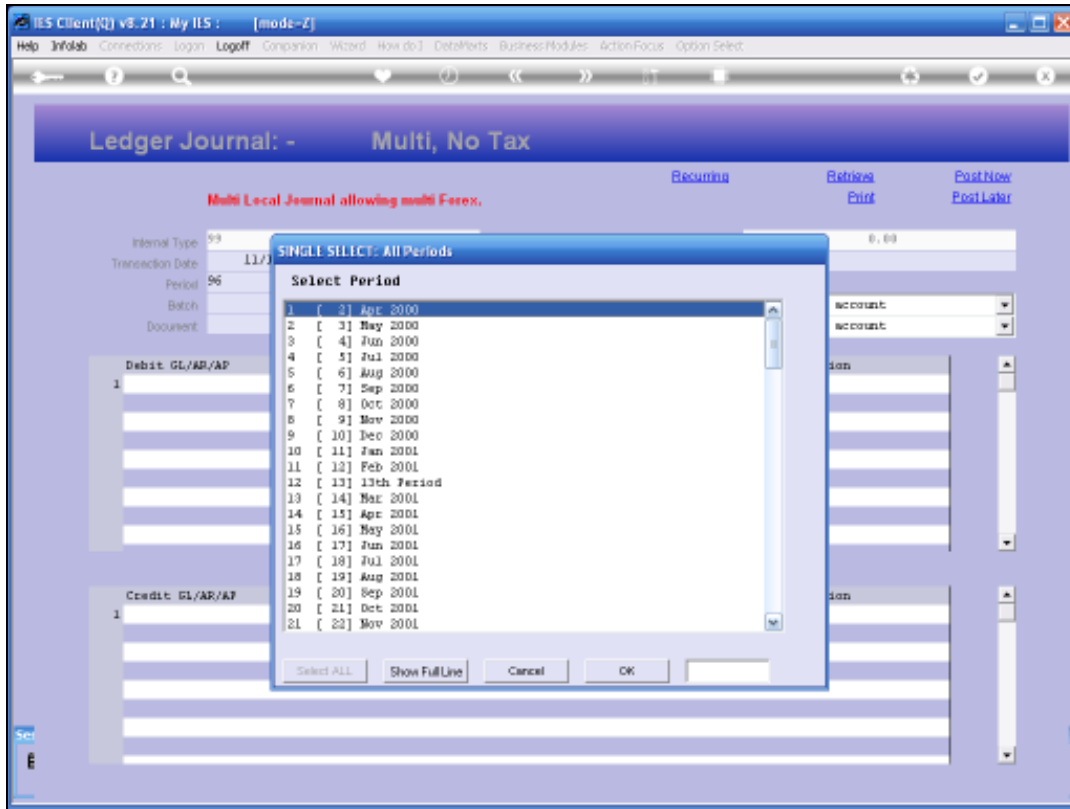 IES Client(Q) v8.21 : My IES : [mode=Z]
Help Infolab Connections Logon Logoff Companion Wizard How do I DataMerts Business Modules Action Focus Option Select
Ledger Journal: - Multi, No Tax
Recurring Retrieve Post Now
Multi Local Journal allowing multi Forex. Print Post Later
Internal Type 99 0.00
Transaction Date 11/
Period 96
Batch account
Document account
Debit GL/AR/AP
1
Credit GL/AR/AP
1
SINGLE SELECT: All Periods
Select Period
1 [ 2] Apr 2000
2 [ 3] May 2000
3 [ 4] Jun 2000
4 [ 5] Jul 2000
5 [ 6] Aug 2000
6 [ 7] Sep 2000
7 [ 8] Oct 2000
8 [ 9] Nov 2000
9 [ 10] Dec 2000
10 [ 11] Jan 2001
11 [ 12] Feb 2001
12 [ 13] 13th Period
13 [ 14] Mar 2001
14 [ 15] Apr 2001
15 [ 16] May 2001
16 [ 17] Jun 2001
17 [ 18] Jul 2001
18 [ 19] Aug 2001
19 [ 20] Sep 2001
20 [ 21] Oct 2001
21 [ 22] Nov 2001
Select ALL Show Full Line Cancel OK